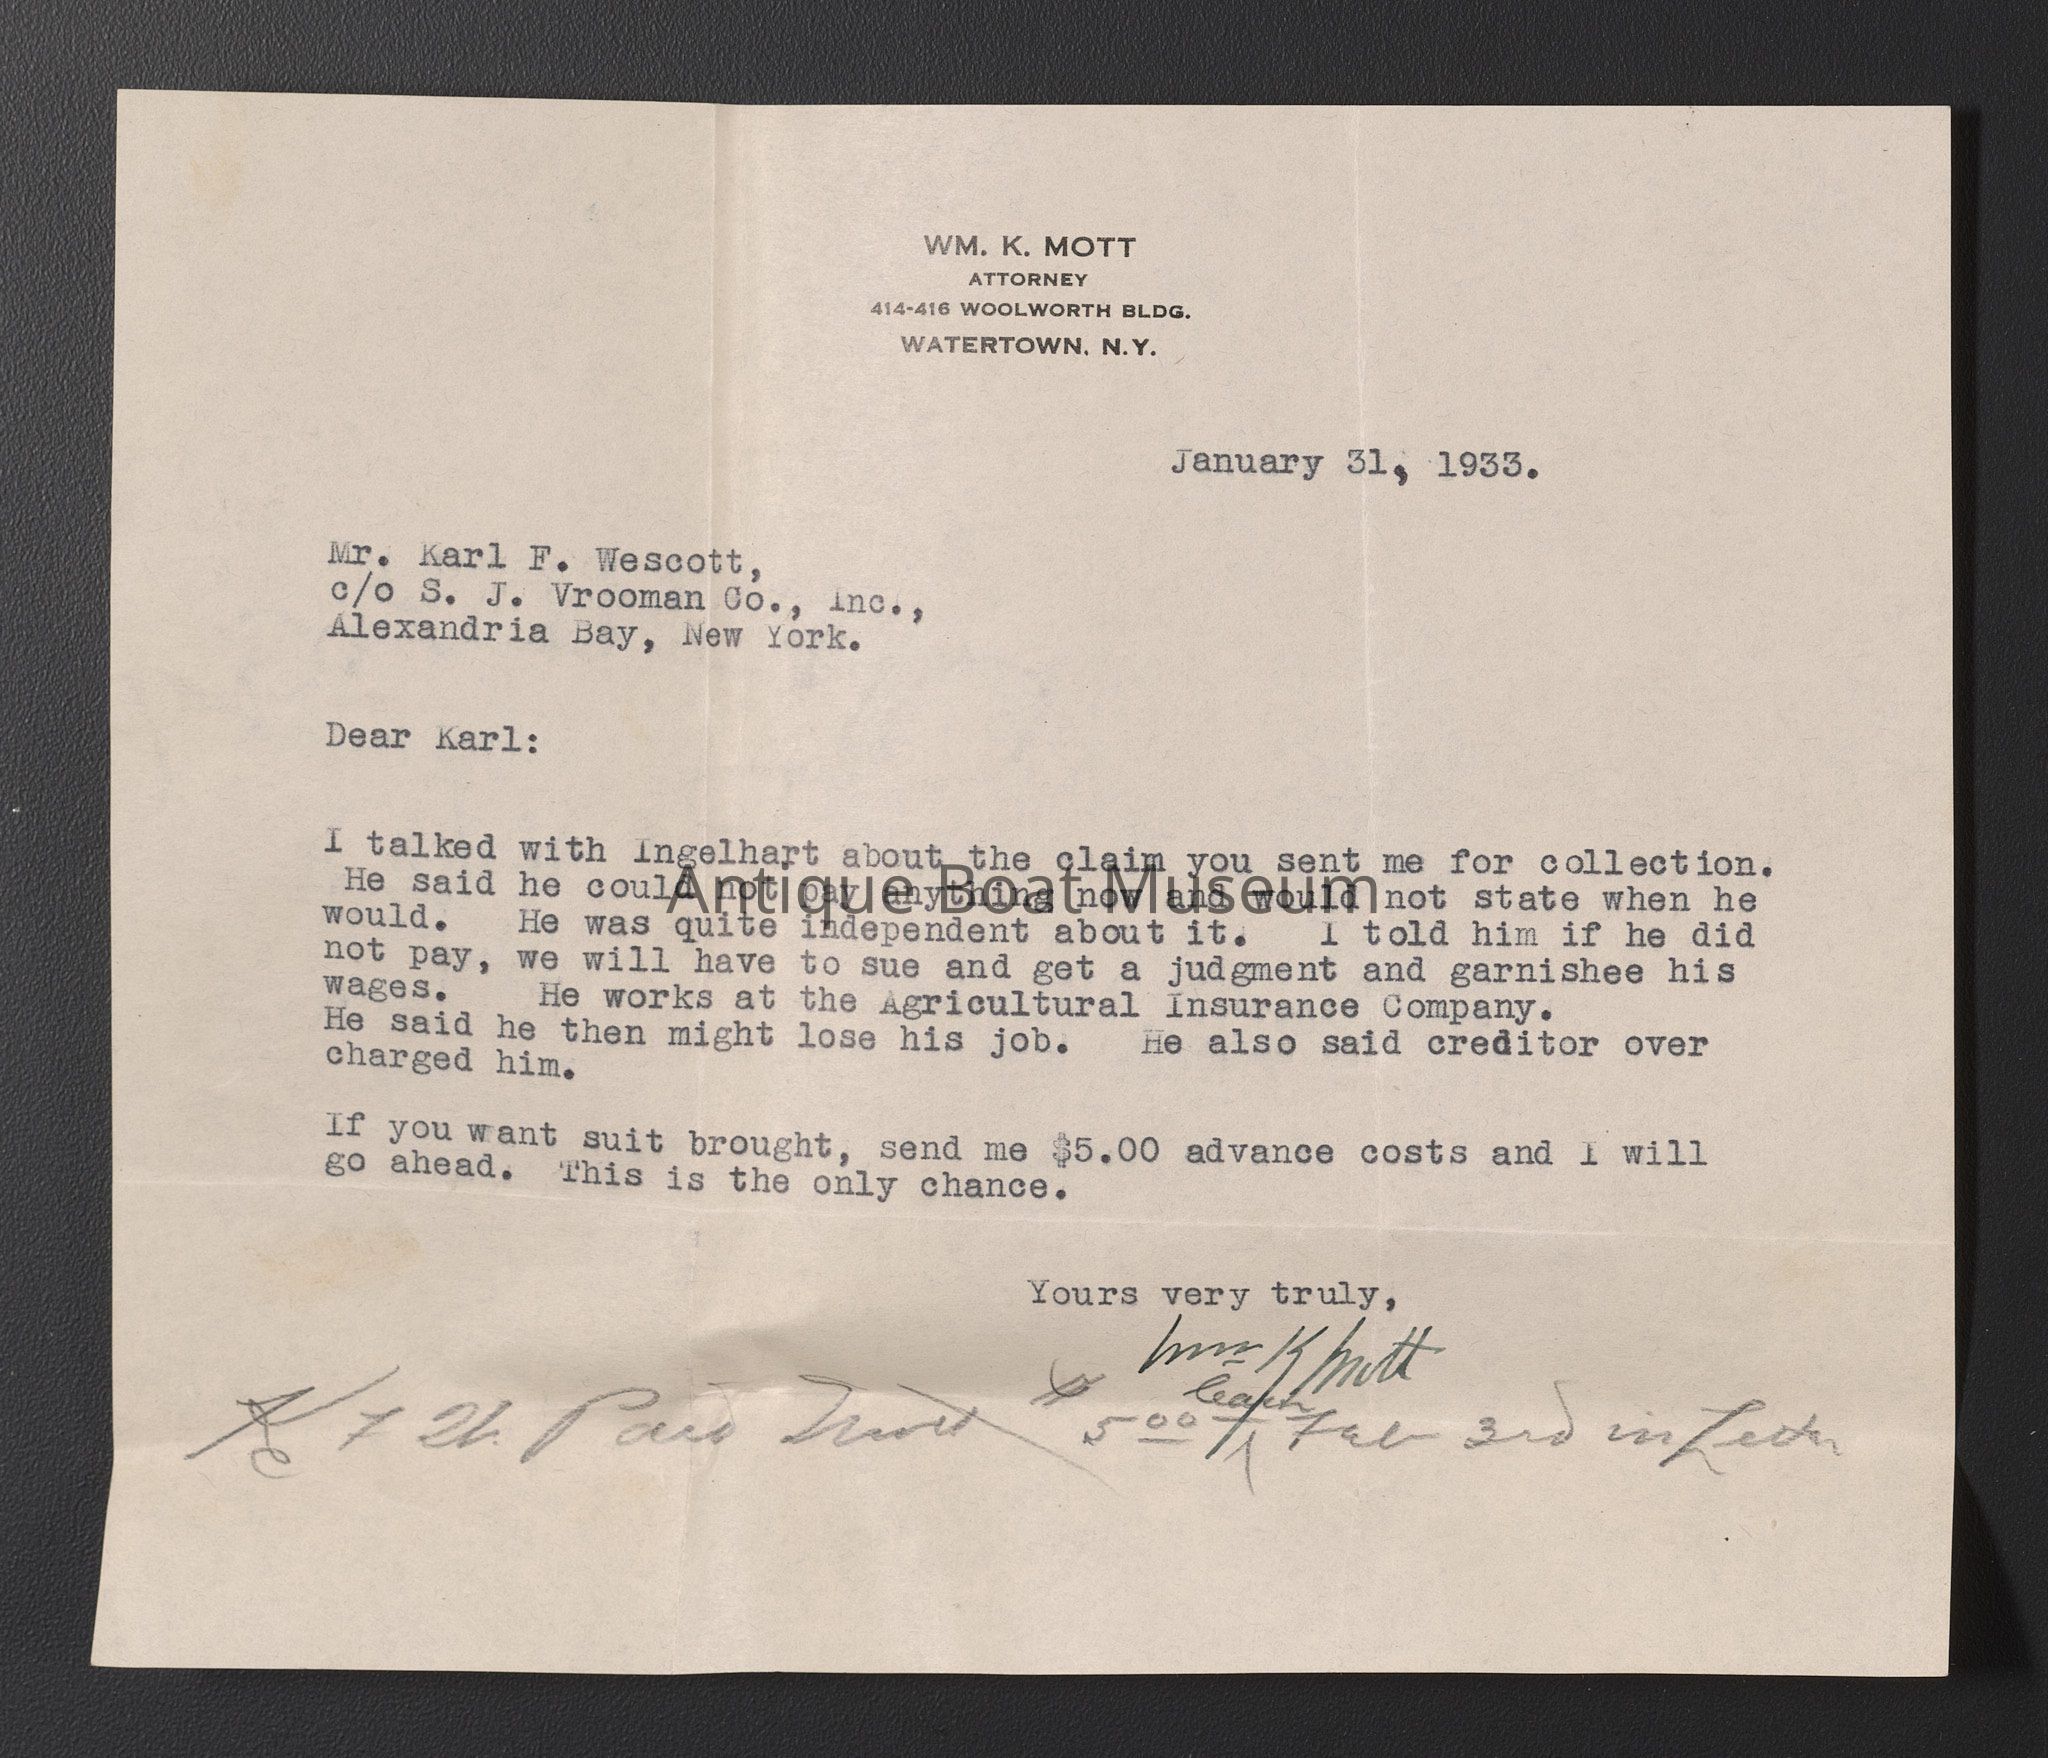 WM. K. MOTT
ATTORNEY
414-416 WOOLWORTH BLDG.
WATERTOWN, N.Y.
January 31, 1933.
Mr. Karl F. Wescott,
c/o S. J. Vrooman Co., Inc.,
Alexandria Bay, New York.
Dear Karl:
I talked with Ingelhart about the claim you sent me for collection.
He said he could not pay anything now and would not state when he
would. He was quite independent about it. I told him if he did
not pay, we will have to sue and get a judgment and garnishee his
wages. He works at the Agricultural Insurance Company.
He said he then might lose his job. He also said creditor over
charged him.
If you want suit brought, send me $5.00 advance costs and I will
go ahead. This is the only chance.
Yours very truly,
Wm K Mott
Cash
Paid Mott $5.00 Feb 3rd in Letter
Antique Boat Museum